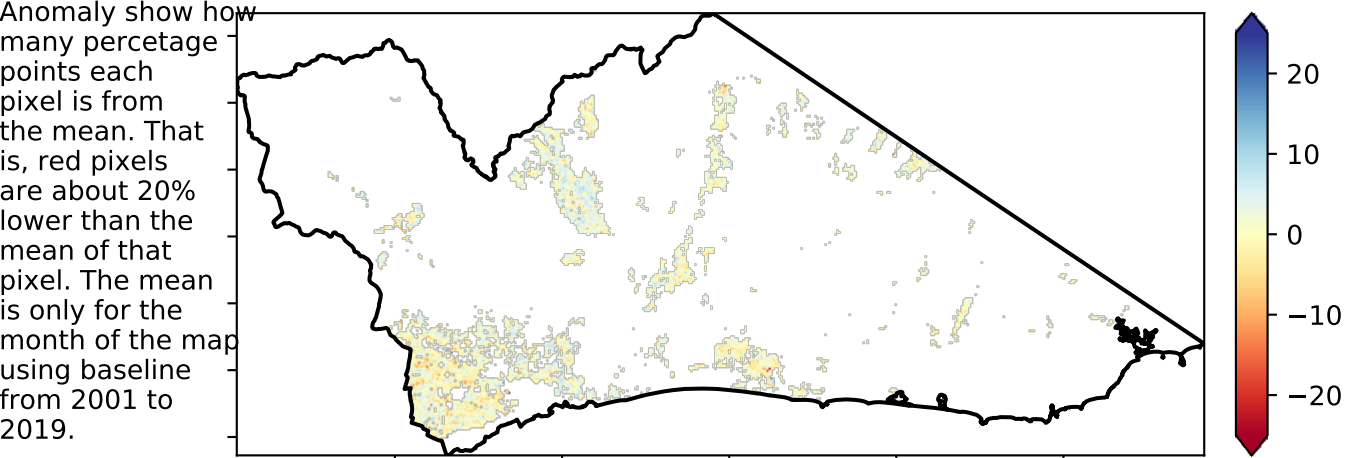 Anomaly show how
many percetage
points each
pixel is from
the mean. That
is, red pixels
are about 20%
lower than the
mean of that
pixel. The mean
is only for the
month of the map
using baseline
from 2001 to
2019.
20
10
0
−10
−20